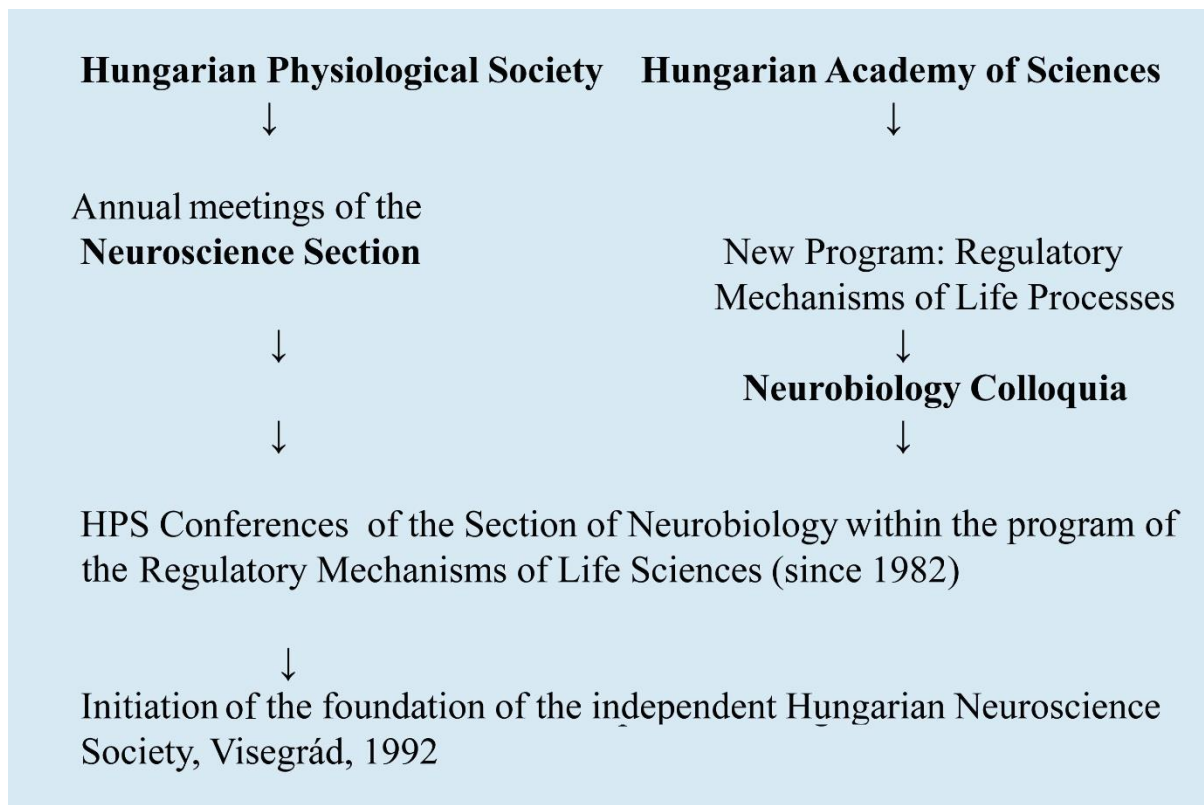 Hungarian Physiological Society
Hungarian Academy of Sciences
↓
↓
Annual meetings of the
Neuroscience Section
New Program: Regulatory
Mechanisms of Life Processes
↓
↓
Neurobiology Colloquia
↓
↓
HPS Conferences of the Section of Neurobiology within the program of
the Regulatory Mechanisms of Life Sciences (since 1982)
↓
Initiation of the foundation of the independent Hungarian Neuroscience
Society, Visegrád, 1992